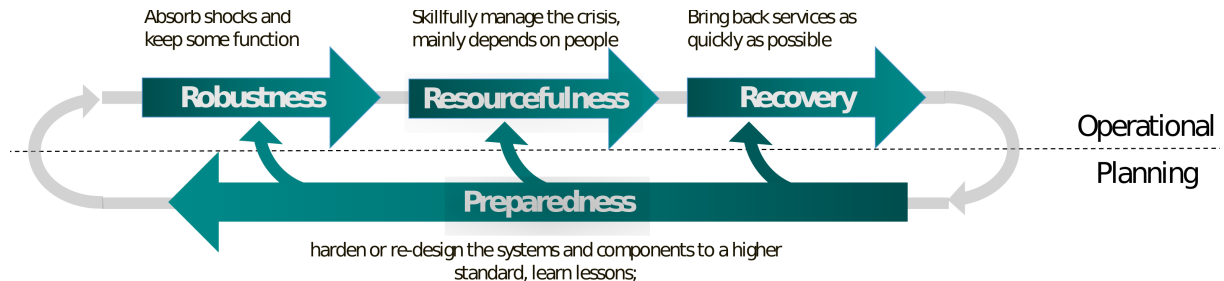 Absorb shocks and
keep some function
Skillfully manage the crisis,
mainly depends on people
Bring back services as
quickly as possible
Robustness
Resourcefulness
Recovery
Operational
Planning
Preparedness
harden or re-design the systems and components to a higher
standard, learn lessons;